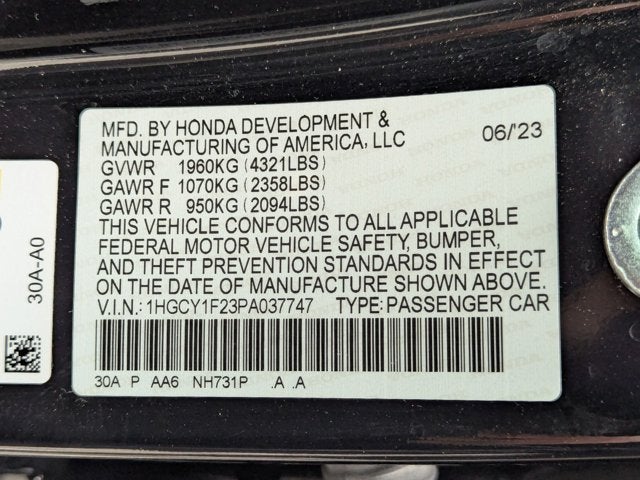 MFD. BY HONDA DEVELOPMENT &
MANUFACTURING OF AMERICA, LLC 06/'23
GVWR 1960KG (4321LBS)
GAWR F 1070KG (2358LBS)
GAWR R 950KG (2094LBS)
THIS VEHICLE CONFORMS TO ALL APPLICABLE
FEDERAL MOTOR VEHICLE SAFETY, BUMPER,
AND THEFT PREVENTION STANDARDS IN EFFECT
ON THE DATE OF MANUFACTURE SHOWN ABOVE.
V.I.N.: 1HGCY1F23PA037747 TYPE: PASSENGER CAR
30A P AA6 NH731P .A .A
30A-A0